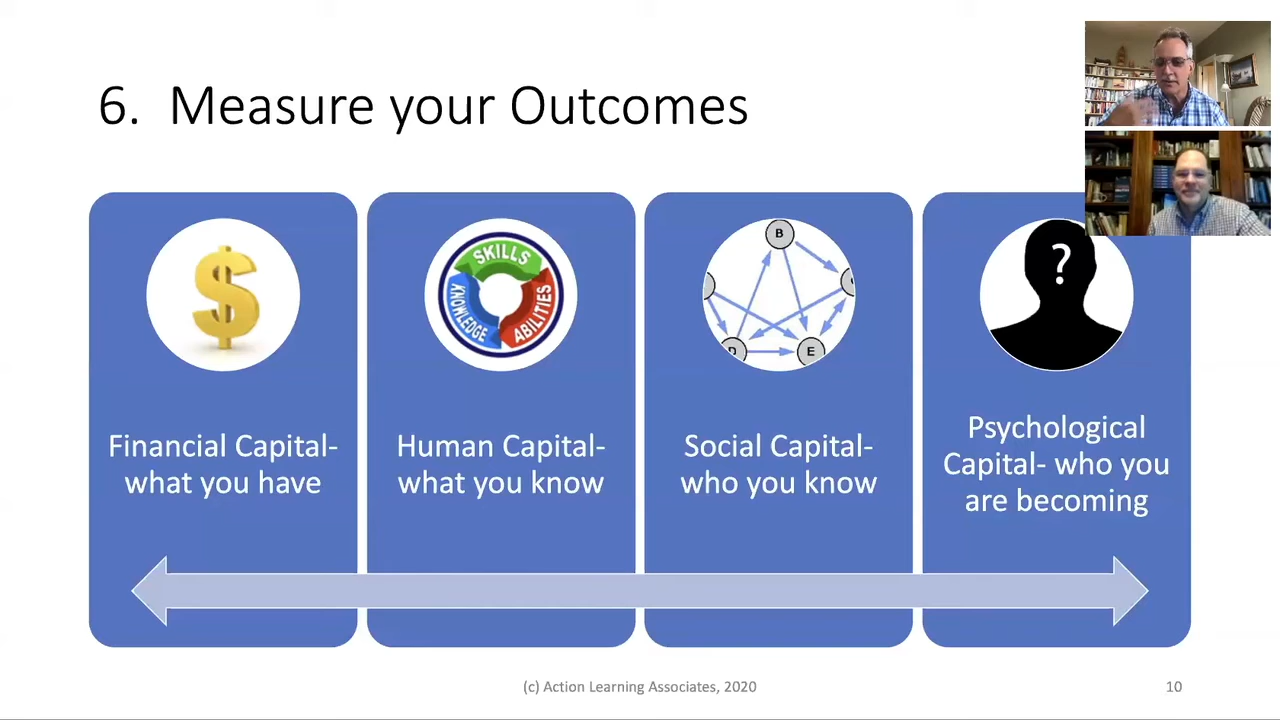 6. Measure your Outcomes
SKILLS
KNOWLEDGE
ABILITIES
B
D
E
?
Financial Capital-
what you have
Human Capital-
what you know
Social Capital-
who you know
Psychological
Capital- who you
are becoming
(c) Action Learning Associates, 2020
10